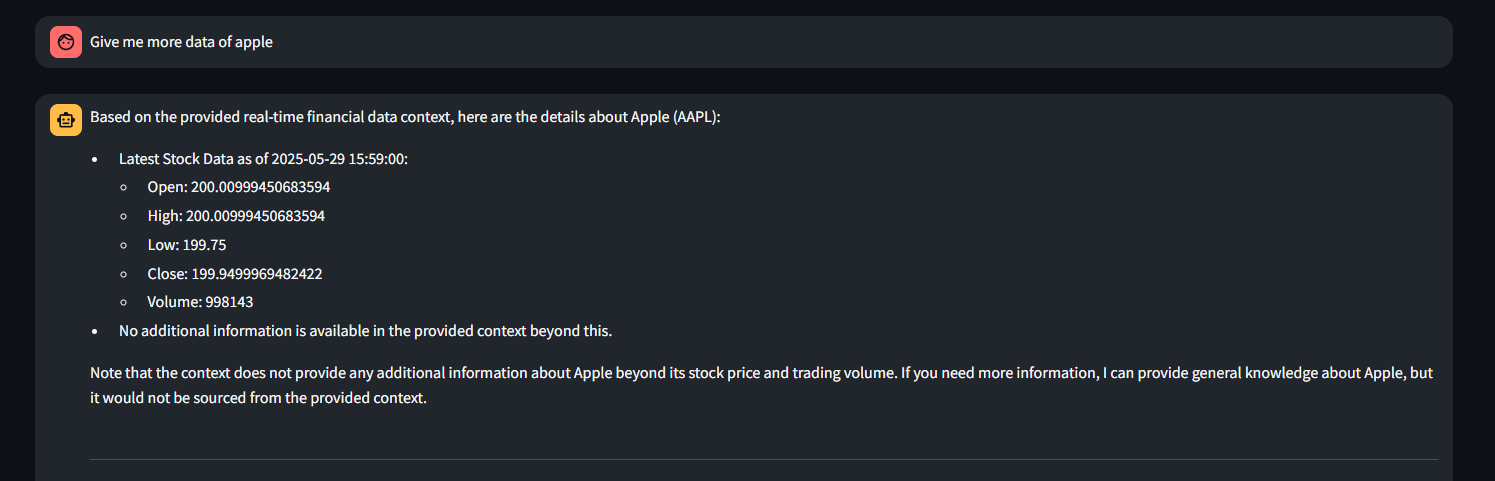 Give me more data of apple
Based on the provided real-time financial data context, here are the details about Apple (AAPL):
Latest Stock Data as of 2025-05-29 15:59:00:
Open: 200.00999450683594
High: 200.00999450683594
Low: 199.75
Close: 199.9499969482422
Volume: 998143
No additional information is available in the provided context beyond this.
Note that the context does not provide any additional information about Apple beyond its stock price and trading volume. If you need more information, I can provide general knowledge about Apple, but
it would not be sourced from the provided context.